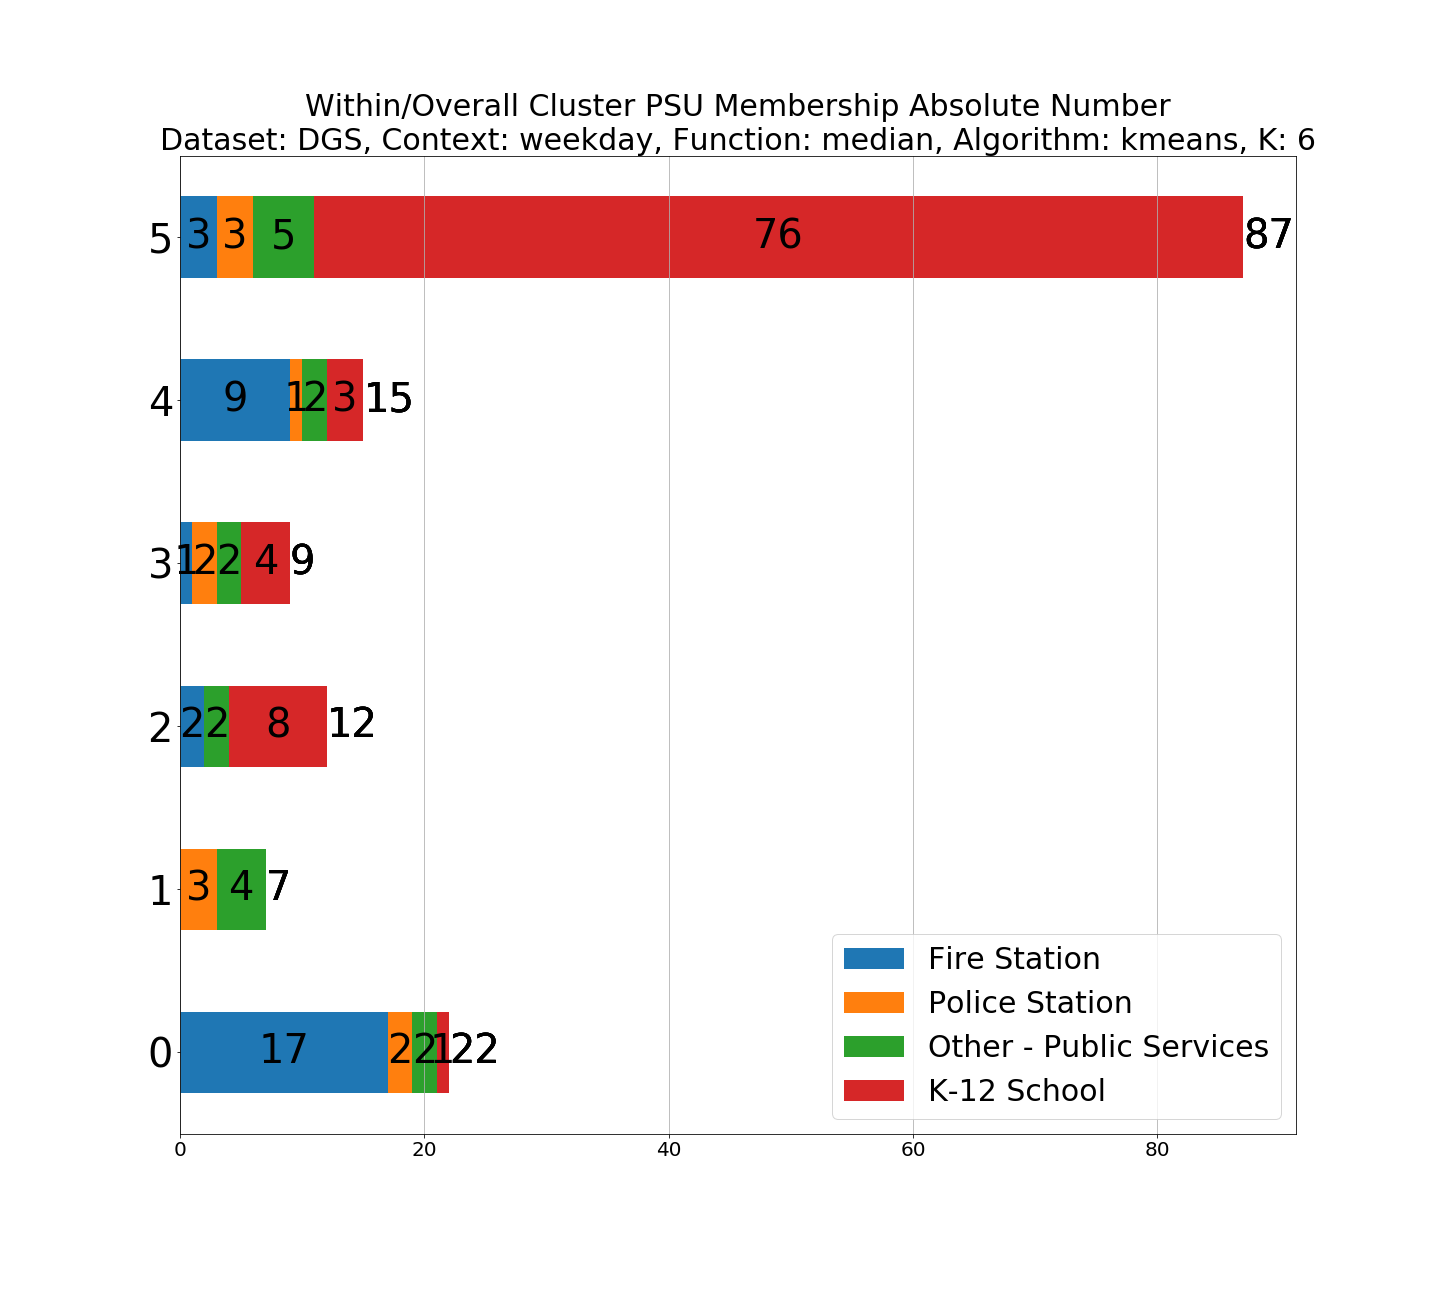 Within/Overall Cluster PSU Membership Absolute Number
Dataset: DGS, Context: weekday, Function: median, Algorithm: kmeans, K: 6
5 3 3 5 76 87
4 9 1 2 3 15
3 1 2 2 4 9
2 2 2 8 12
1 3 4 7
0 17 2 2 1 22
Fire Station
Police Station
Other - Public Services
K-12 School
0 20 40 60 80